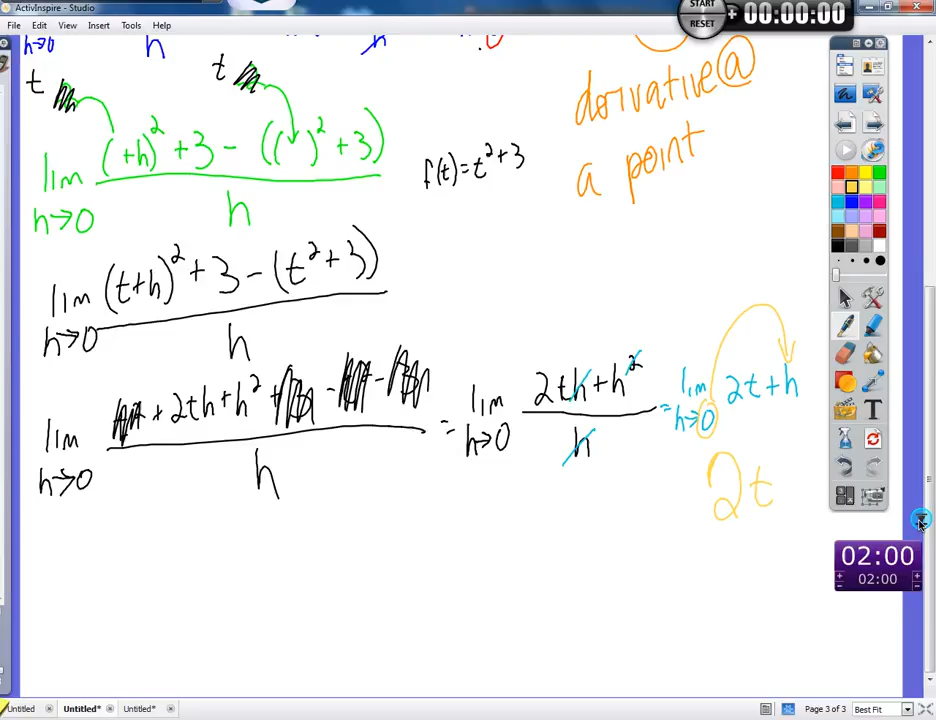 ActivInspire - Studio
START
RESET
+ 00:00:00
File Edit View Insert Tools Help
h→0 h h 0
t t
lim h→0 ( +h)² + 3 - (( )² + 3) / h
f(t) = t² + 3
derivative @
a point
lim h→0 (t+h)² + 3 - (t² + 3) / h
lim h→0 + 2th + h² + - - / h = lim h→0 2th + h² / h = lim h→0 2t + h
2t
02:00
02:00
Untitled Untitled* Untitled* Page 3 of 3 Best Fit